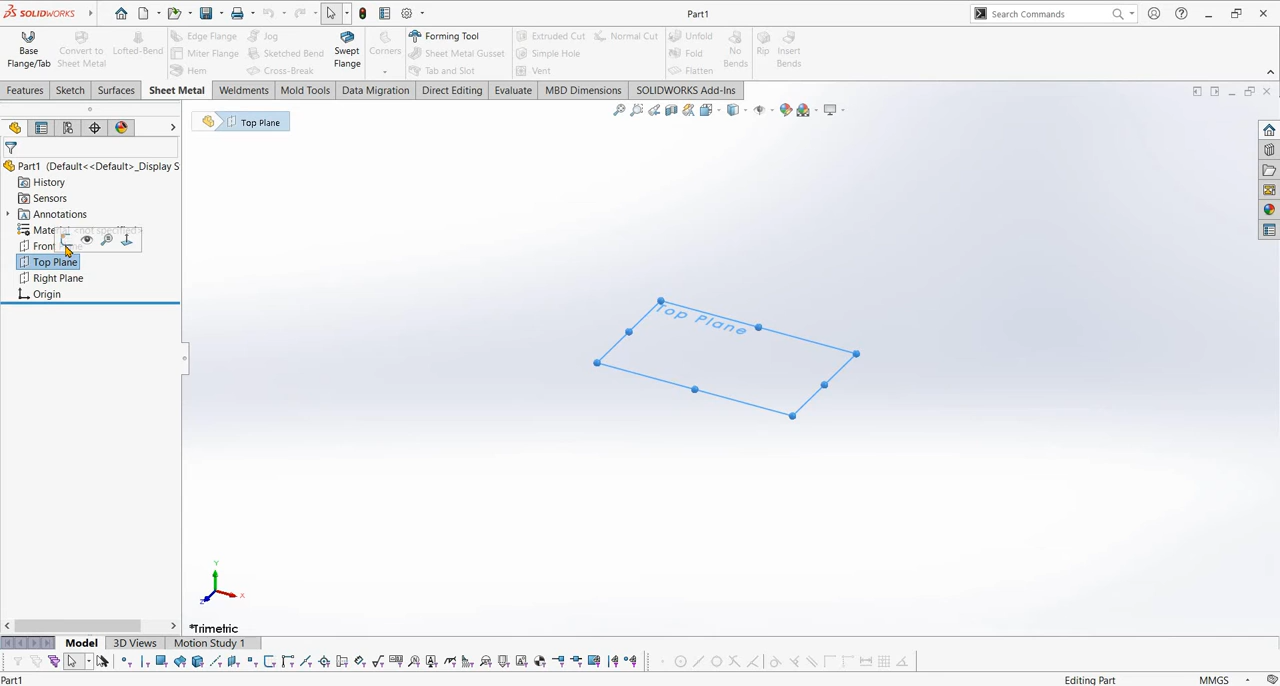 SOLIDWORKS
Part1
Search Commands
Base Flange/Tab
Convert to Sheet Metal
Lofted-Bend
Edge Flange
Miter Flange
Hem
Jog
Sketched Bend
Cross-Break
Swept Flange
Corners
Forming Tool
Sheet Metal Gusset
Tab and Slot
Extruded Cut
Simple Hole
Vent
Normal Cut
Unfold
Fold
Flatten
No Bends
Rip
Insert Bends
Features Sketch Surfaces Sheet Metal Weldments Mold Tools Data Migration Direct Editing Evaluate MBD Dimensions SOLIDWORKS Add-Ins
Top Plane
Part1 (Default<<Default>_Display S
History
Sensors
Annotations
Material <not specified>
Front
Top Plane
Right Plane
Origin
Top Plane
Y
X
Z
*Trimetric
Model 3D Views Motion Study 1
Part1
Editing Part
MMGS